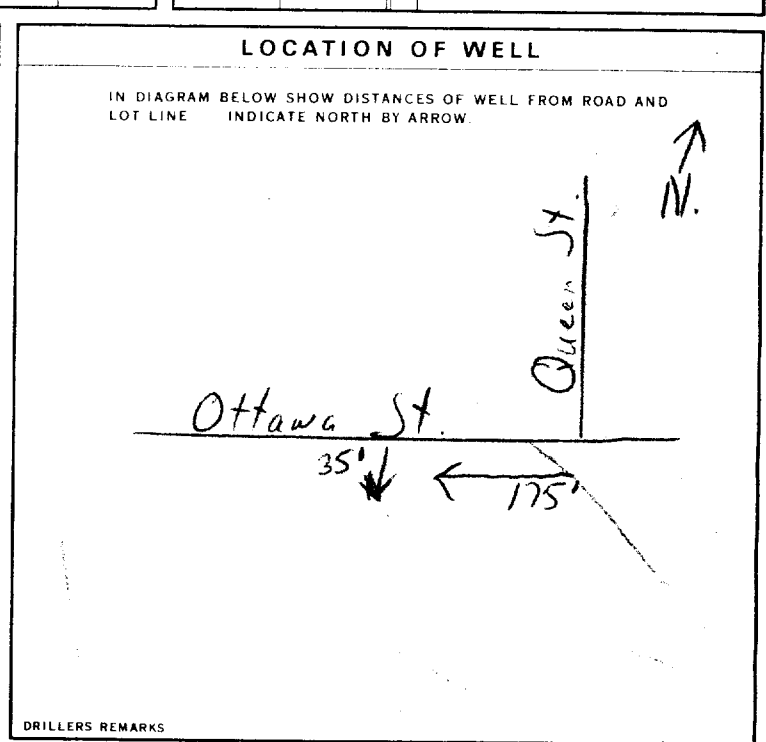 LOCATION OF WELL
IN DIAGRAM BELOW SHOW DISTANCES OF WELL FROM ROAD AND
LOT LINE INDICATE NORTH BY ARROW.
N.
Queen St.
Ottawa St.
35'
175'
DRILLERS REMARKS